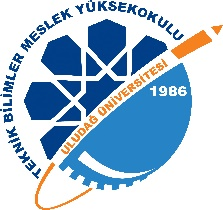 TEKNİK BİLİMLER MESLEK YÜKSEKOKULU
ULUDAĞ ÜNİVERSİTESİ
1986